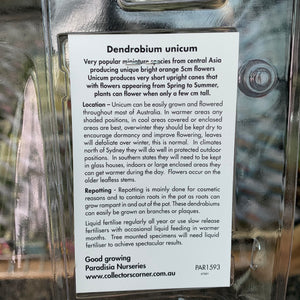 Dendrobium unicum
Very popular miniature species from central Asia
producing unique bright orange 5cm flowers
Unicum produces very short upright canes that
with flowers appearing from Spring to Summer,
plants can flower when only a few cm tall.
Location – Unicum can be easily grown and flowered
throughout most of Australia. In warmer areas any
shaded positions, in cool areas covered or enclosed
areas are best, overwinter they should be kept dry to
encourage dormancy and improve flowering, leaves
will defoliate over winter, this is normal. In climates
north of Sydney they will do well in protected outdoor
positions. In southern states they will need to be kept
in glass houses, indoors or large enclosed areas they can
get warmer during the day. Flowers occur on the
older leafless stems.
Repotting - Repotting is mainly done for cosmetic
reasons and to contain roots in the pot as roots can
grow rampant in and out of the pot. These dendrobiums
can easily be grown on branches or plaques.
Liquid fertilise regularly all year or use slow release
fertilisers with occasional liquid feeding in warmer
months. Tree mounted specimens will need liquid
fertiliser to achieve spectacular results.
Good growing
Paradisia Nurseries
www.collectorscorner.com.au
PAR1593